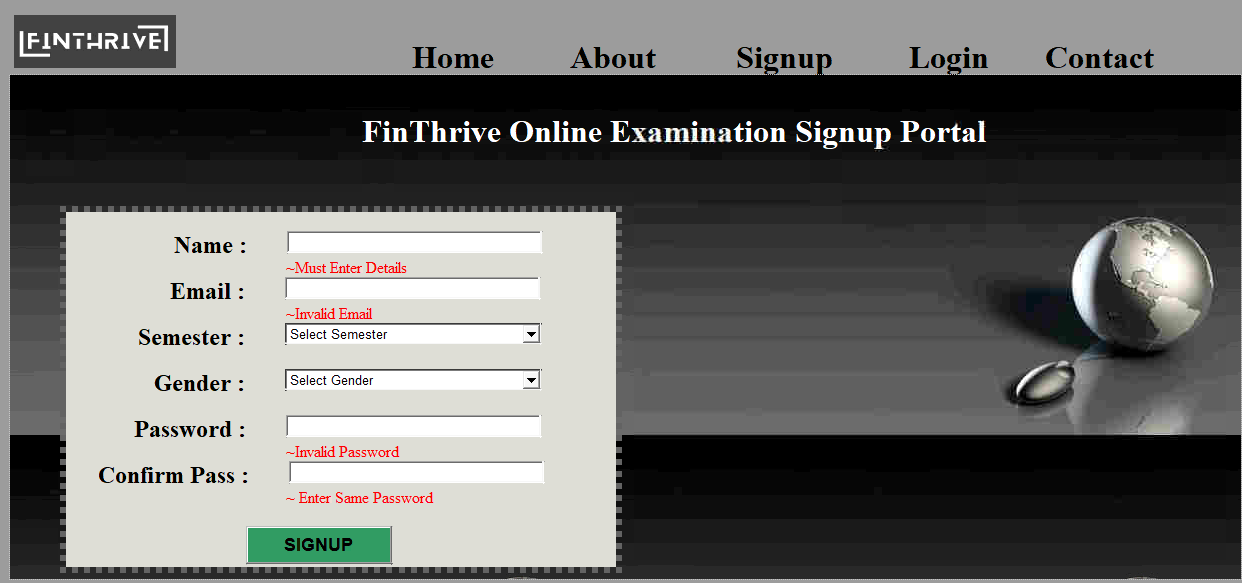 FINTHRIVE
Home About Signup Login Contact
FinThrive Online Examination Signup Portal
Name :
~Must Enter Details
Email :
~Invalid Email
Semester : Select Semester
Gender : Select Gender
Password :
~Invalid Password
Confirm Pass :
~ Enter Same Password
SIGNUP